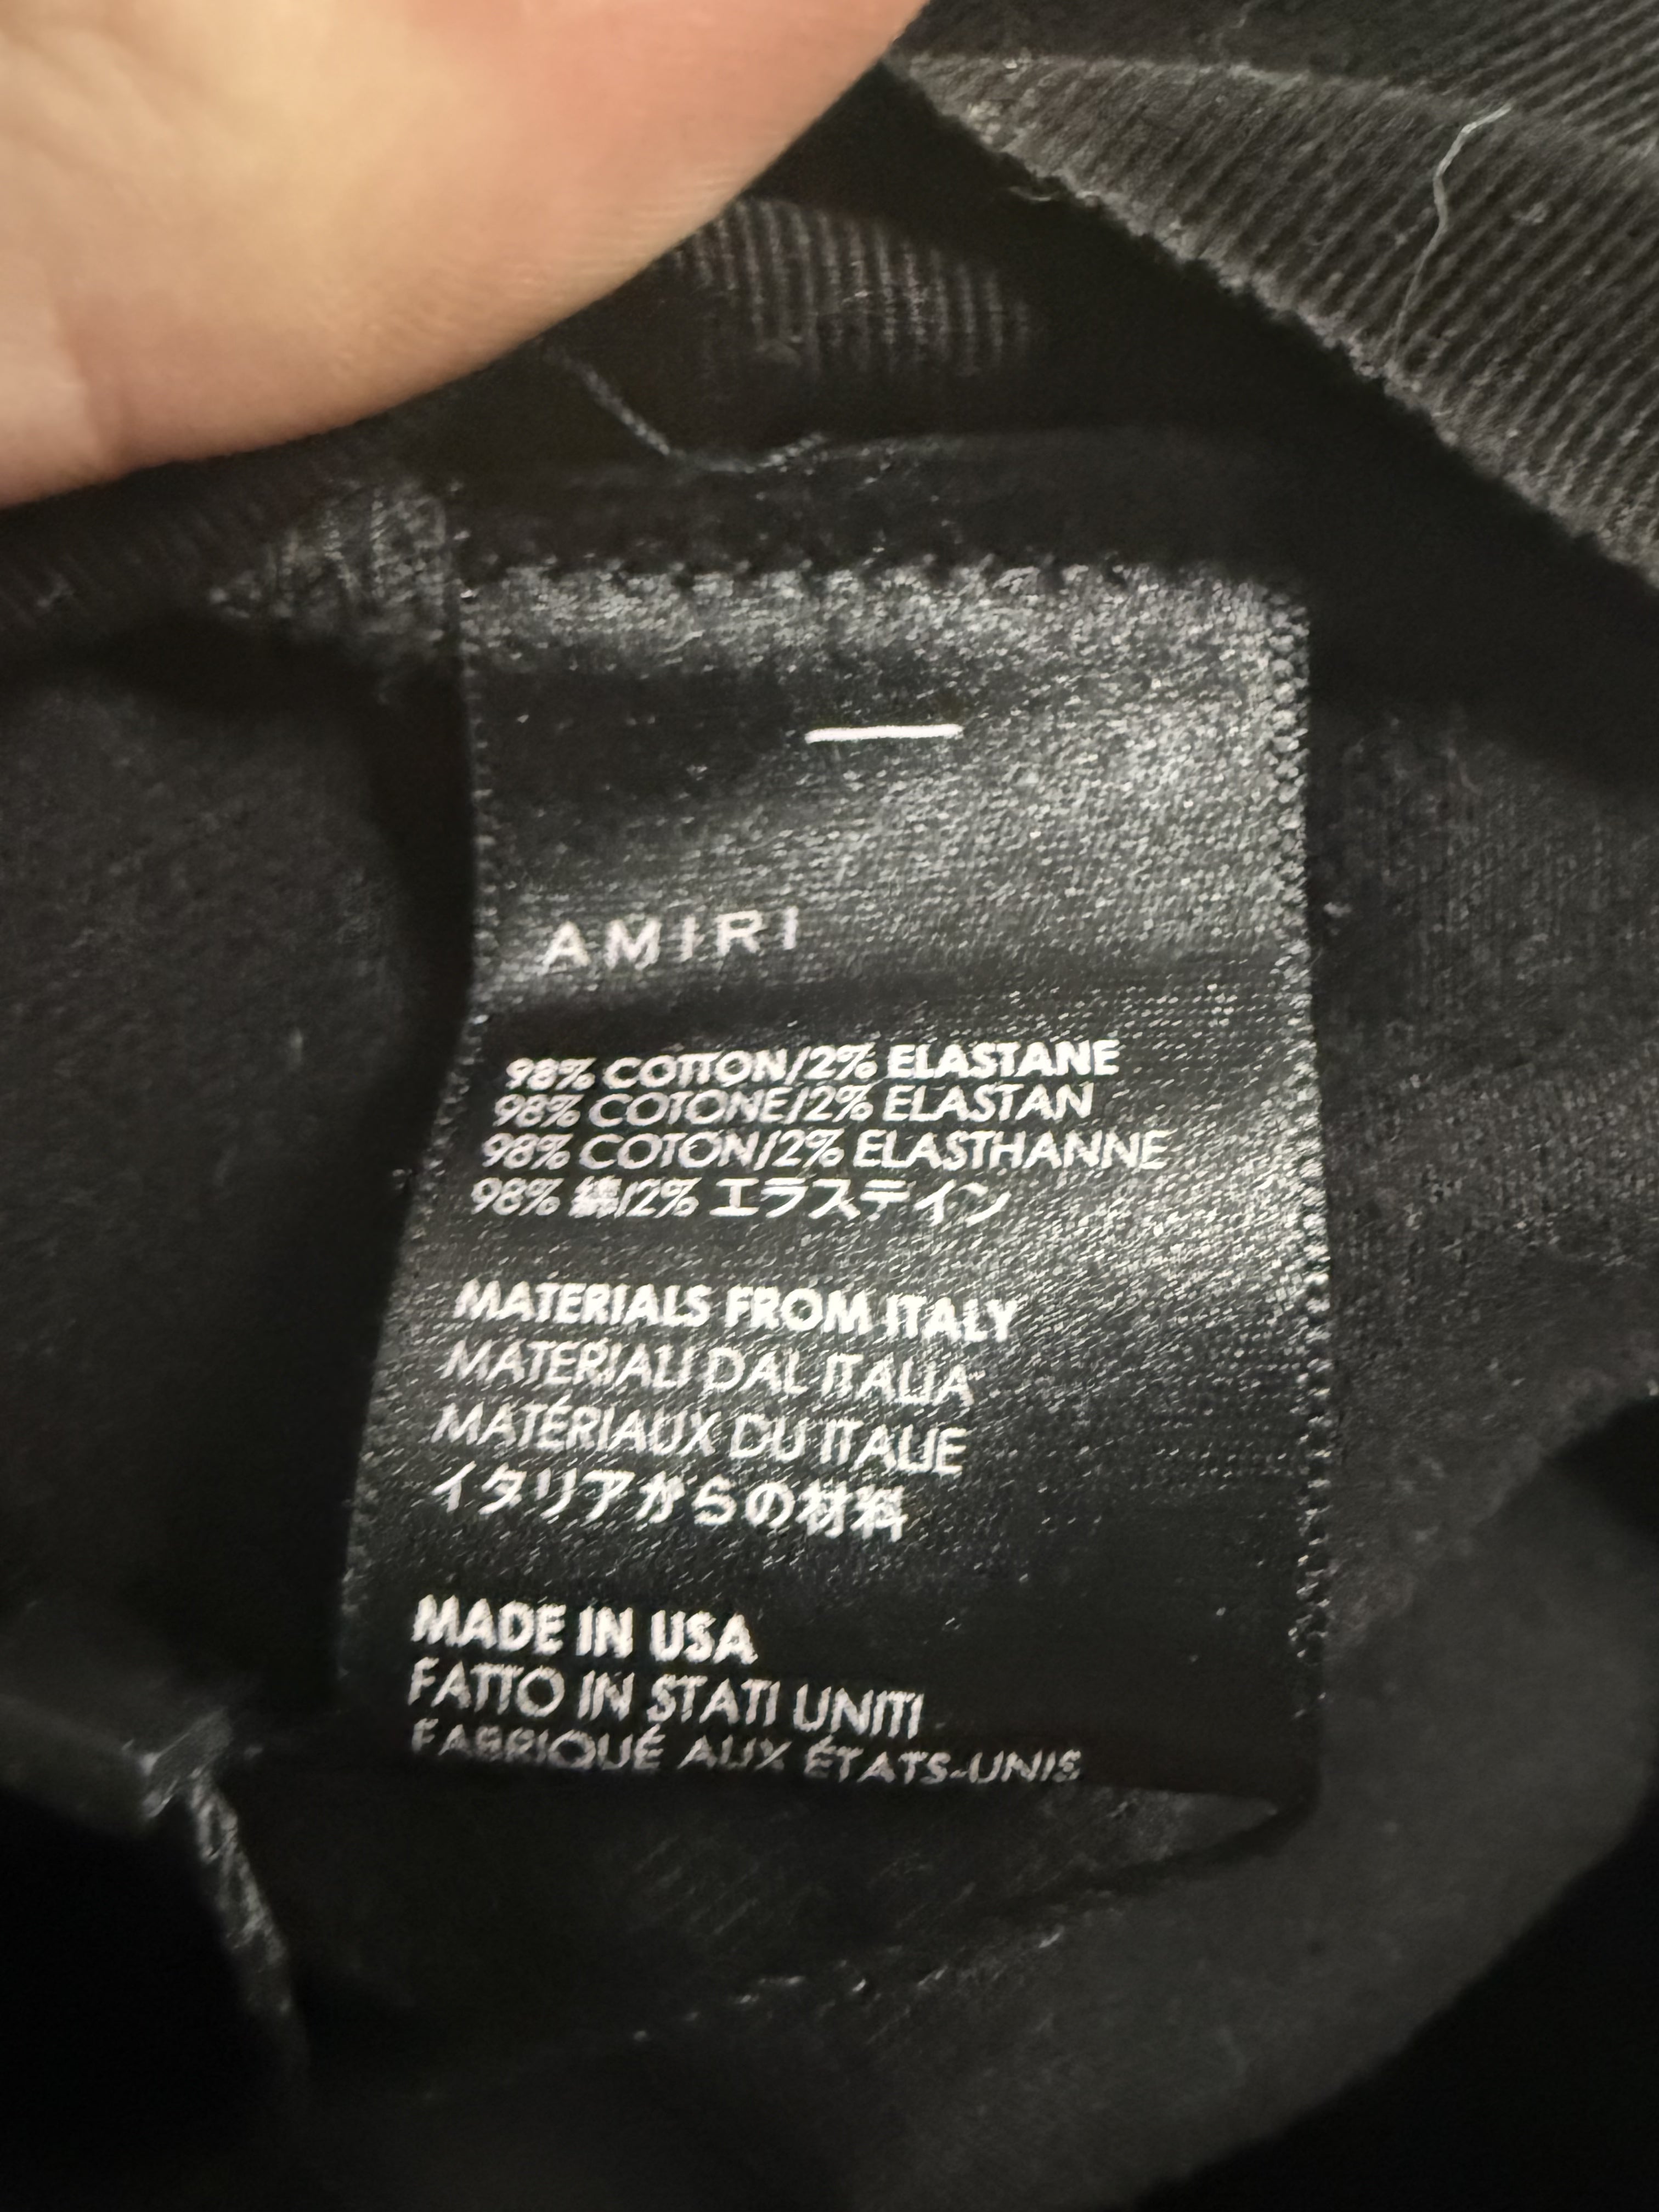 AMIRI
98% COTTON/2% ELASTANE
98% COTONE/2% ELASTAN
98% COTON/2% ELASTHANNE
98% 綿/2% エラステイン
MATERIALS FROM ITALY
MATERIALI DAL ITALIA
MATÉRIAUX DU ITALIE
イタリアからの材料
MADE IN USA
FATTO IN STATI UNITI
FABRIQUÉ AUX ÉTATS-UNIS